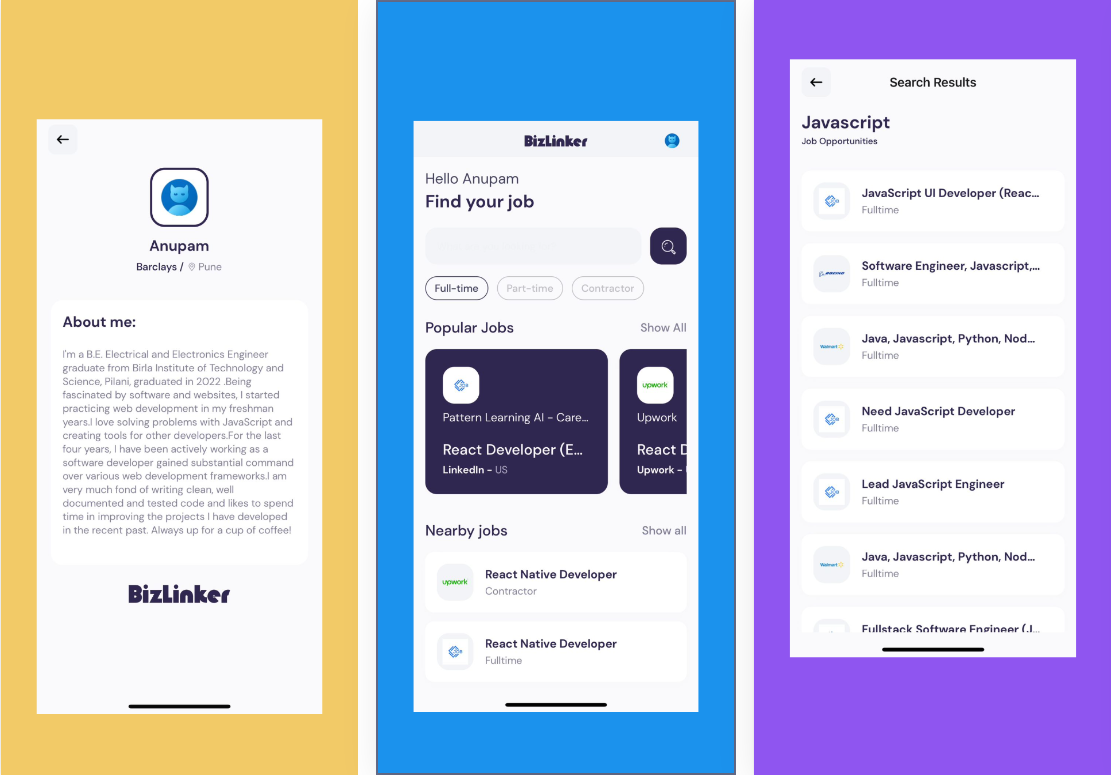 Anupam
Barclays / Pune
About me:
I'm a B.E. Electrical and Electronics Engineer
graduate from Birla Institute of Technology and
Science, Pilani, graduated in 2022 .Being
fascinated by software and websites, I started
practicing web development in my freshman
years.I love solving problems with JavaScript and
creating tools for other developers.For the last
four years, I have been actively working as a
software developer gained substantial command
over various web development frameworks.I am
very much fond of writing clean, well
documented and tested code and likes to spend
time in improving the projects I have developed
in the recent past. Always up for a cup of coffee!
BizLinker
BizLinker
Hello Anupam
Find your job
Full-time
Part-time
Contractor
Popular Jobs
Show All
Pattern Learning AI - Care...
React Developer (E...
LinkedIn - US
upwork
Upwork
React D
Upwork -
Nearby jobs
Show all
upwork
React Native Developer
Contractor
React Native Developer
Fulltime
Search Results
Javascript
Job Opportunities
JavaScript UI Developer (Reac...
Fulltime
BOEING
Software Engineer, Javascript,...
Fulltime
Walmart
Java, Javascript, Python, Nod...
Fulltime
Need JavaScript Developer
Fulltime
Lead JavaScript Engineer
Fulltime
Walmart
Java, Javascript, Python, Nod...
Fulltime
Fullstack Software Engineer (J...